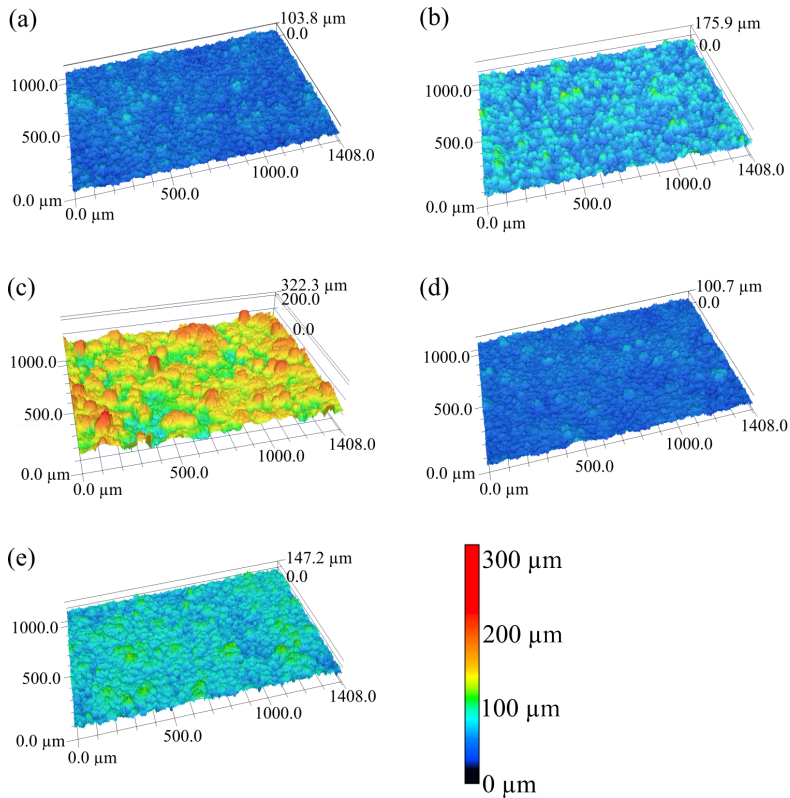 (a)
103.8 µm
0.0
1000.0
500.0
0.0 µm
0.0 µm
500.0
1000.0
1408.0
(b)
175.9 µm
0.0
1000.0
500.0
0.0 µm
0.0 µm
500.0
1000.0
1408.0
(c)
322.3 µm
200.0
0.0
1000.0
500.0
0.0 µm
0.0 µm
500.0
1000.0
1408.0
(d)
100.7 µm
0.0
1000.0
500.0
0.0 µm
0.0 µm
500.0
1000.0
1408.0
(e)
147.2 µm
0.0
1000.0
500.0
0.0 µm
0.0 µm
500.0
1000.0
1408.0
300 µm
200 µm
100 µm
0 µm